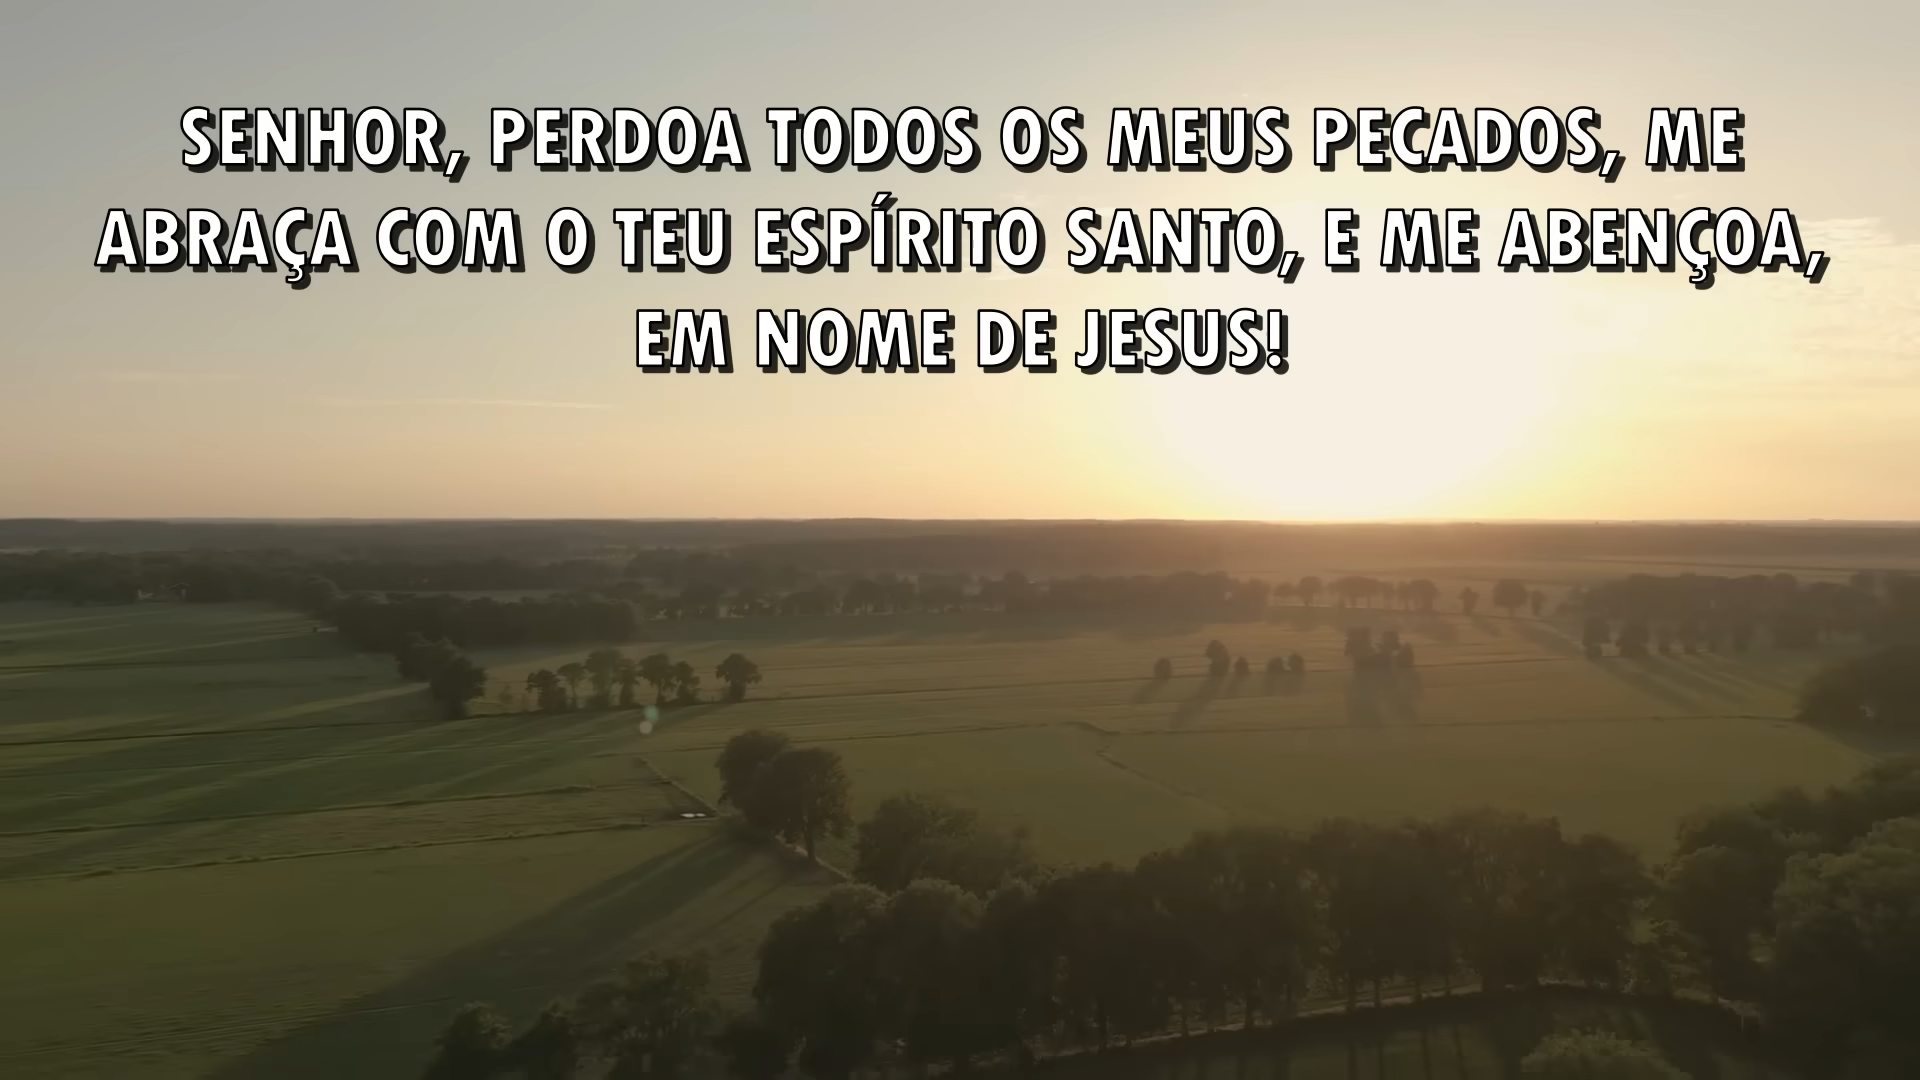 SENHOR, PERDOA TODOS OS MEUS PECADOS, ME
ABRAÇA COM O TEU ESPÍRITO SANTO, E ME ABENÇOA,
EM NOME DE JESUS!